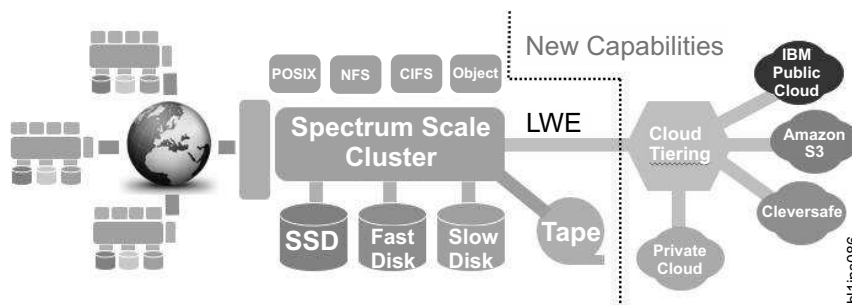 New Capabilities
POSIX
NFS
CIFS
Object
Spectrum Scale
Cluster
LWE
Cloud
Tiering
IBM
Public
Cloud
Amazon
S3
Cleversafe
Private
Cloud
SSD
Fast
Disk
Slow
Disk
Tape